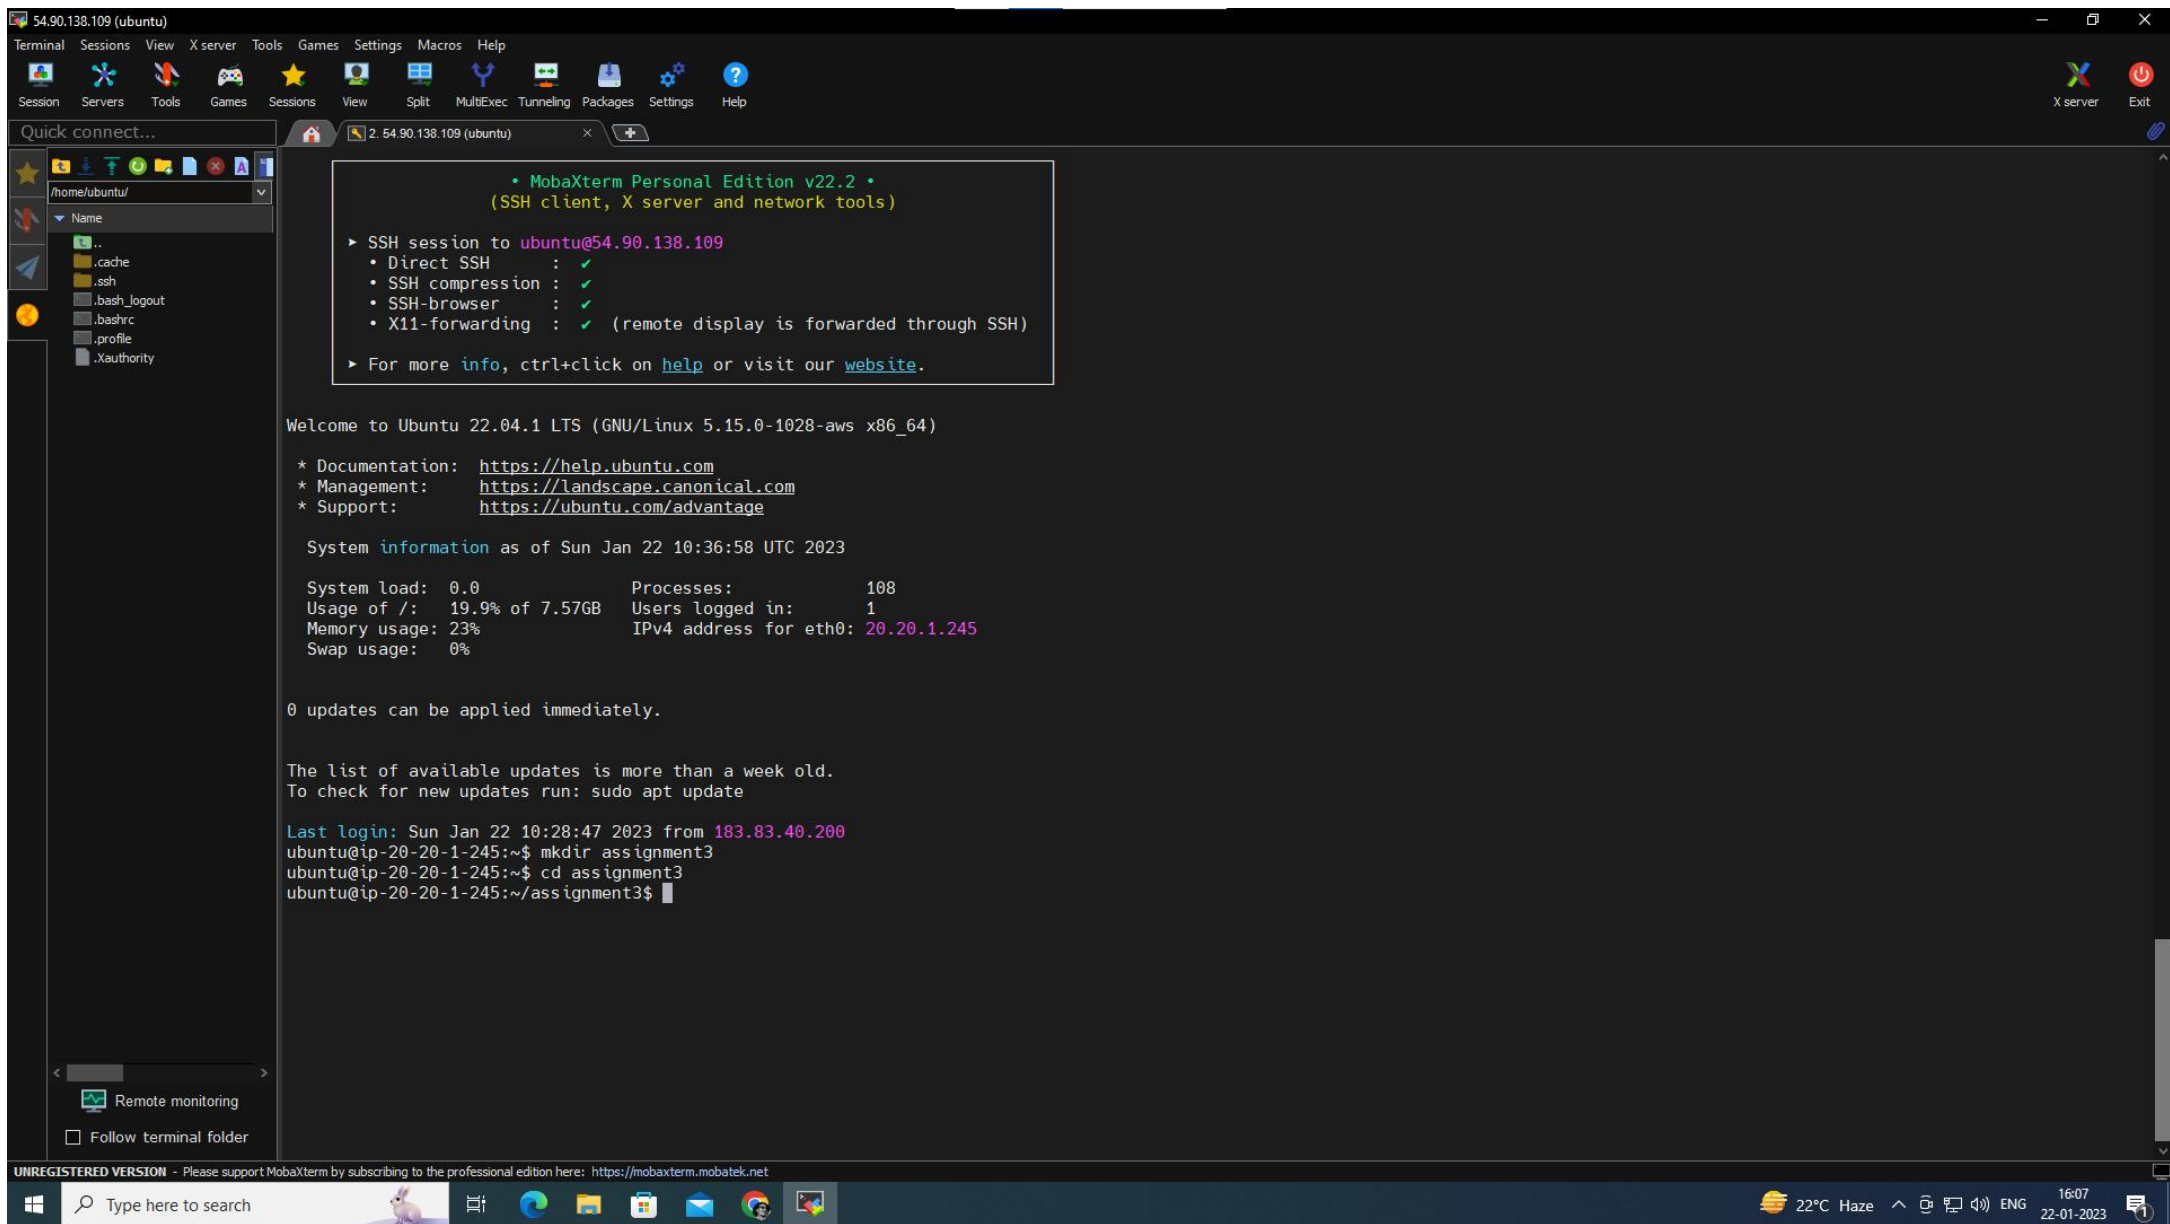 54.90.138.109 (ubuntu)
Terminal Sessions View X server Tools Games Settings Macros Help
Session Servers Tools Games Sessions View Split MultiExec Tunneling Packages Settings Help X server Exit
Quick connect... 2. 54.90.138.109 (ubuntu)
/home/ubuntu/
Name
..
.cache
.ssh
.bash_logout
.bashrc
.profile
.Xauthority
Remote monitoring
Follow terminal folder
• MobaXterm Personal Edition v22.2 •
(SSH client, X server and network tools)
➤ SSH session to ubuntu@54.90.138.109
• Direct SSH : ✔
• SSH compression : ✔
• SSH-browser : ✔
• X11-forwarding : ✔ (remote display is forwarded through SSH)
➤ For more info, ctrl+click on help or visit our website.
Welcome to Ubuntu 22.04.1 LTS (GNU/Linux 5.15.0-1028-aws x86_64)
* Documentation: https://help.ubuntu.com
* Management: https://landscape.canonical.com
* Support: https://ubuntu.com/advantage
System information as of Sun Jan 22 10:36:58 UTC 2023
System load: 0.0 Processes: 108
Usage of /: 19.9% of 7.57GB Users logged in: 1
Memory usage: 23% IPv4 address for eth0: 20.20.1.245
Swap usage: 0%
0 updates can be applied immediately.
The list of available updates is more than a week old.
To check for new updates run: sudo apt update
Last login: Sun Jan 22 10:28:47 2023 from 183.83.40.200
ubuntu@ip-20-20-1-245:~$ mkdir assignment3
ubuntu@ip-20-20-1-245:~$ cd assignment3
ubuntu@ip-20-20-1-245:~/assignment3$
UNREGISTERED VERSION - Please support MobaXterm by subscribing to the professional edition here: https://mobaxterm.mobatek.net
Type here to search 22°C Haze ENG 16:07
22-01-2023